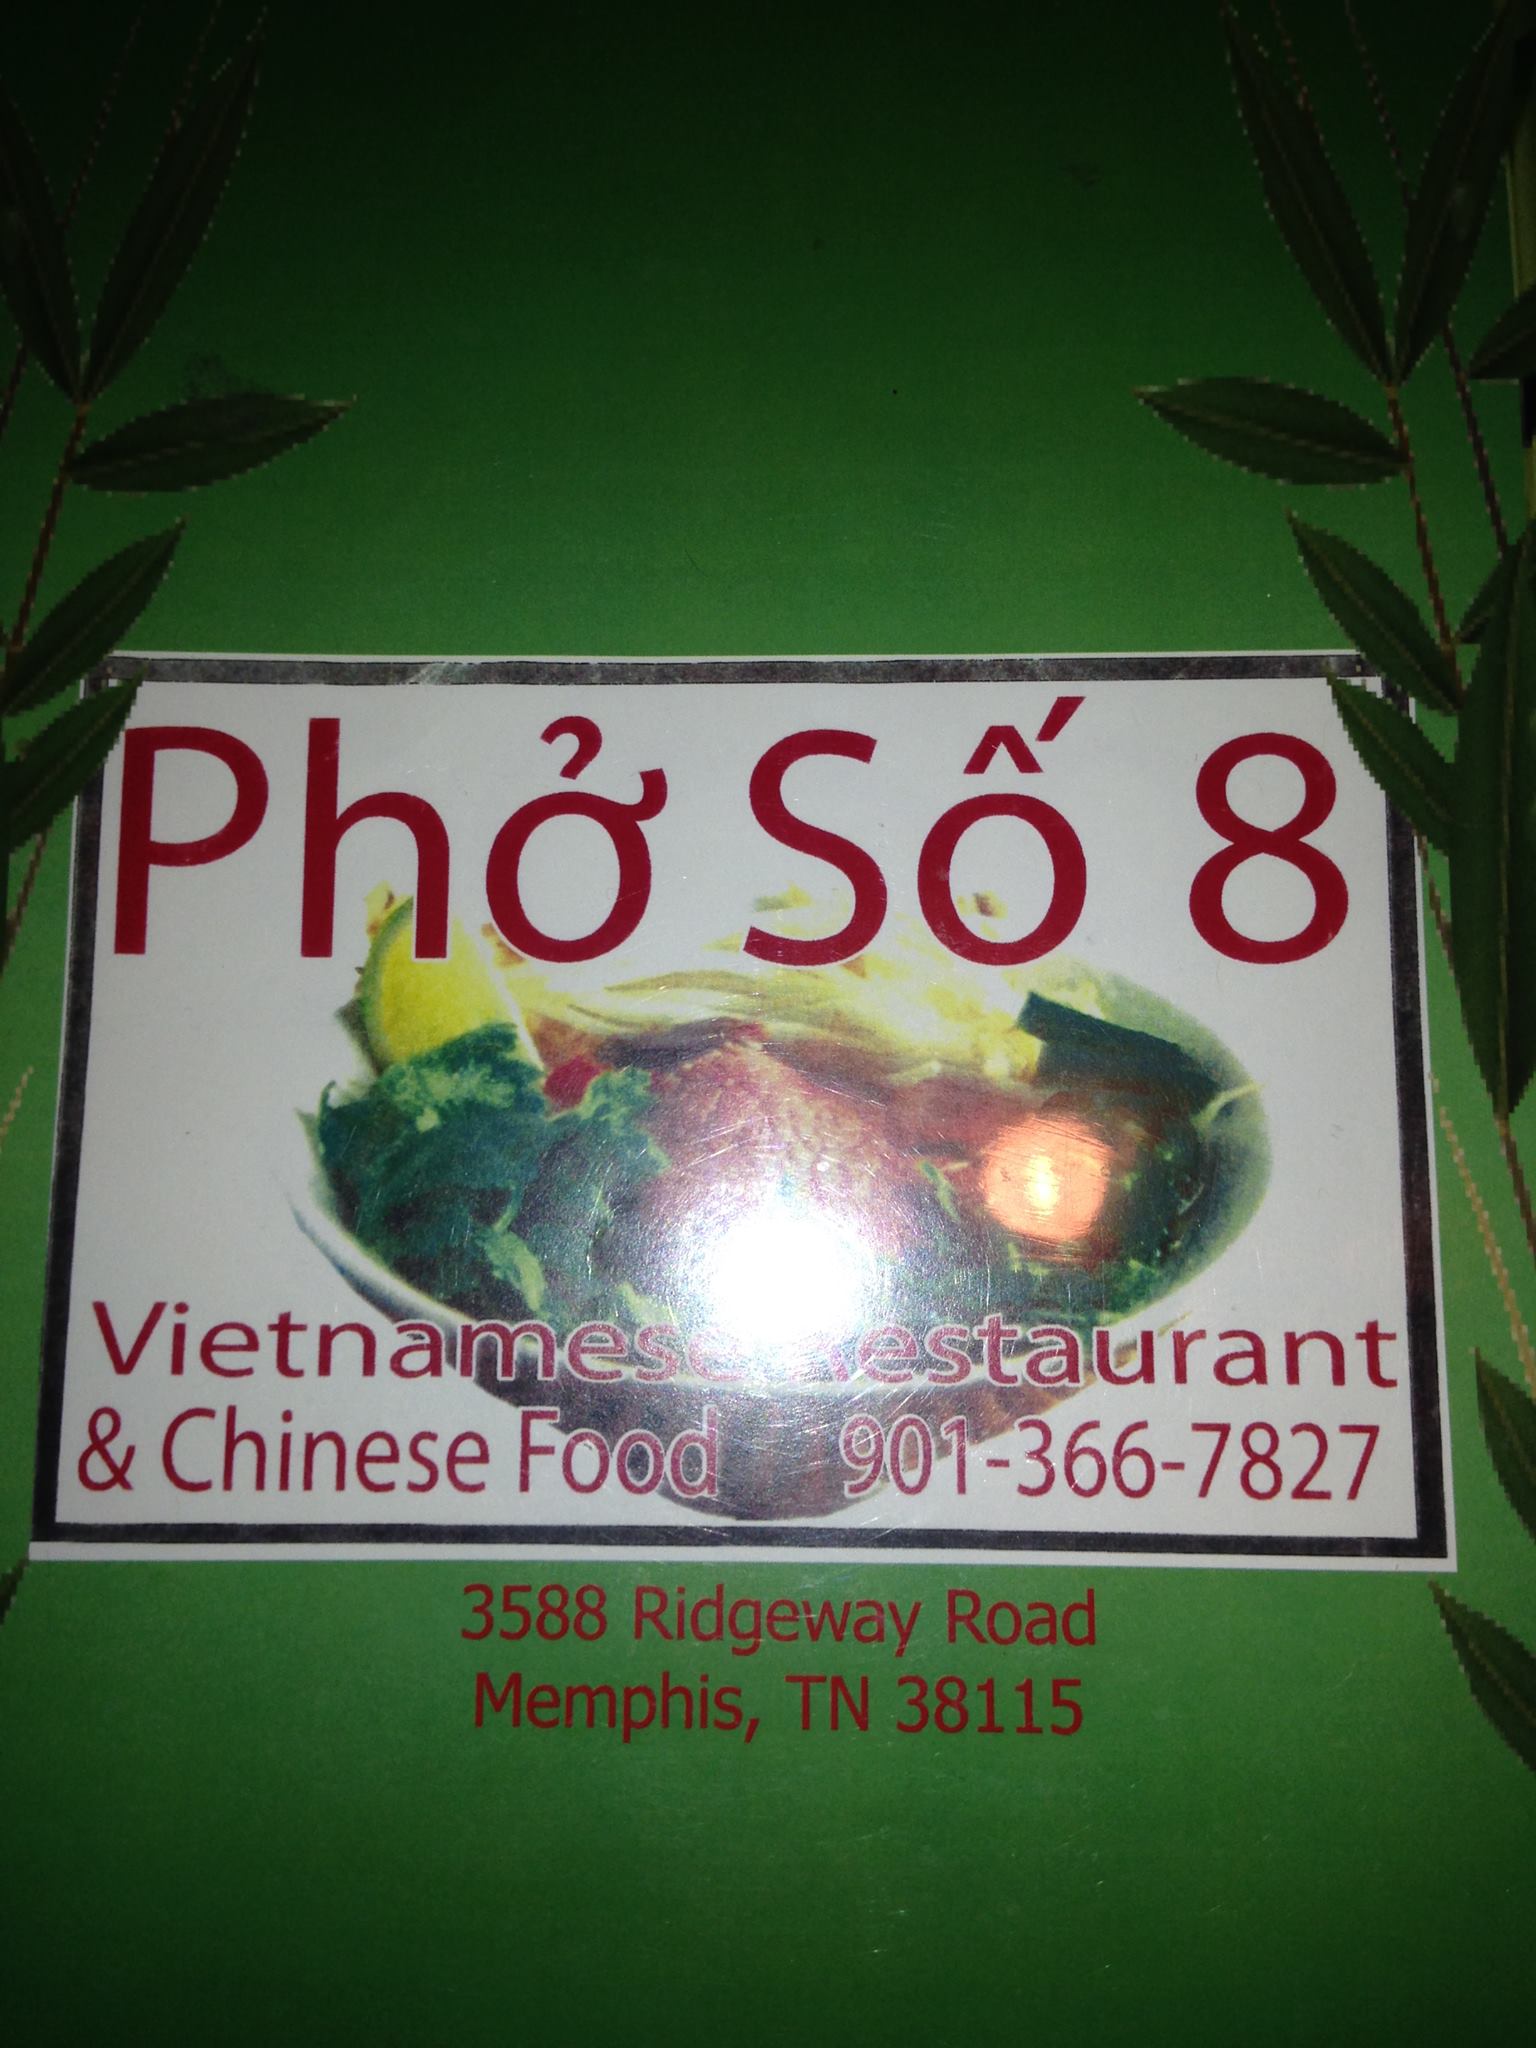 Phở Số 8
Vietnamese Restaurant
& Chinese Food 901-366-7827
3588 Ridgeway Road
Memphis, TN 38115